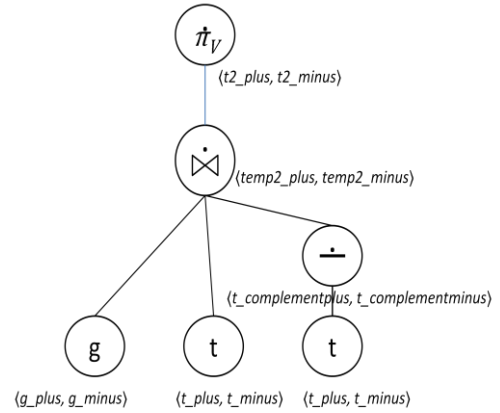 π̇V
⟨t2_plus, t2_minus⟩
⋈̇
⟨temp2_plus, temp2_minus⟩
∸
⟨t_complementplus, t_complementminus⟩
g t t
⟨g_plus, g_minus⟩ ⟨t_plus, t_minus⟩ ⟨t_plus, t_minus⟩